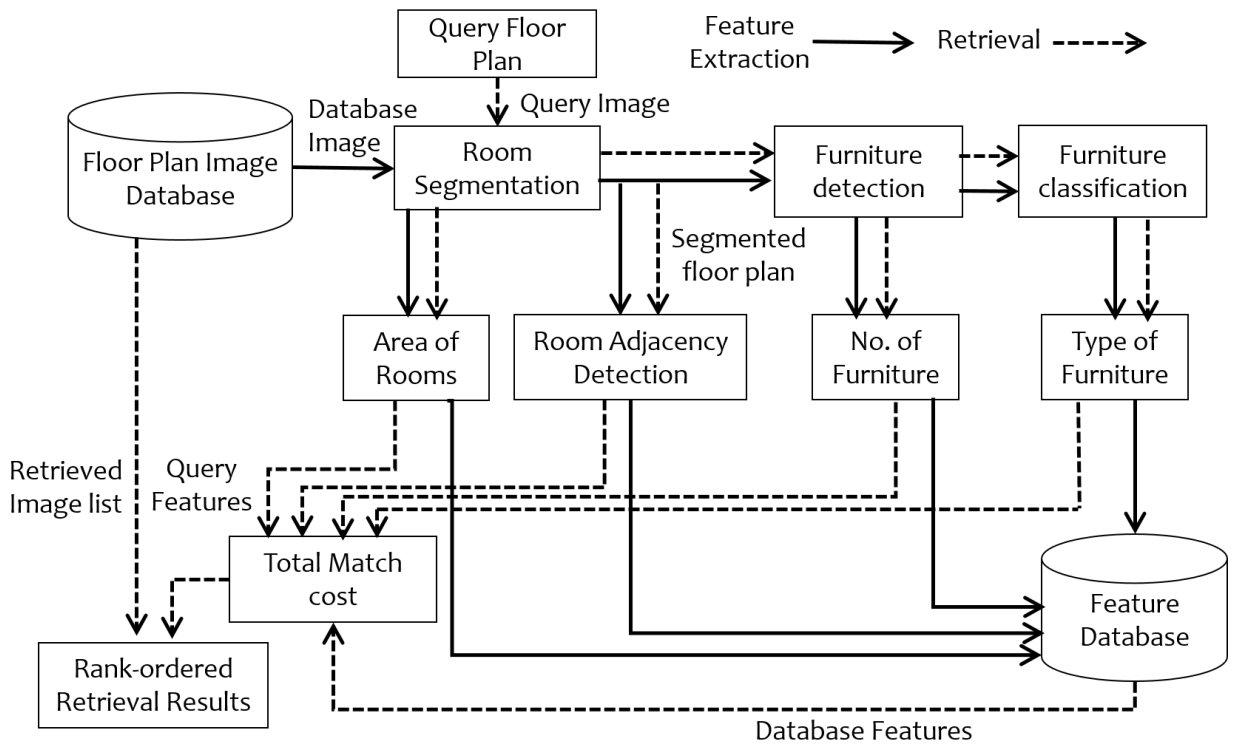 Query Floor
Plan
Feature
Extraction
Retrieval
Database
Image
Query Image
Floor Plan Image
Database
Room
Segmentation
Furniture
detection
Furniture
classification
Segmented
floor plan
Area of
Rooms
Room Adjacency
Detection
No. of
Furniture
Type of
Furniture
Retrieved
Image list
Query
Features
Total Match
cost
Feature
Database
Rank-ordered
Retrieval Results
Database Features